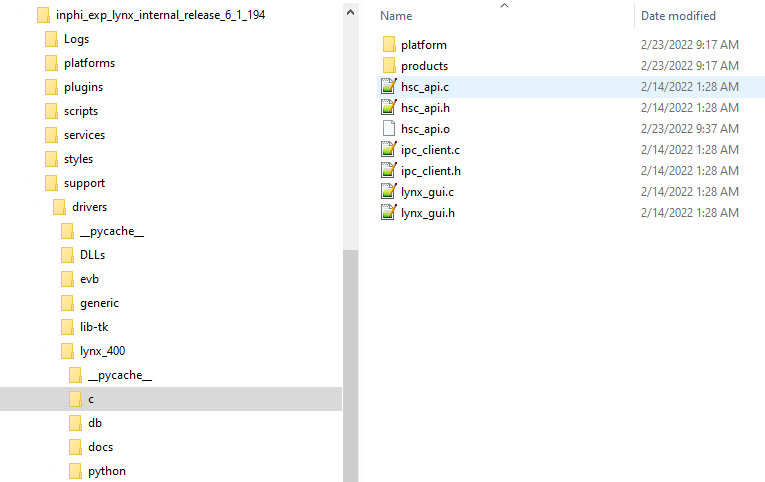 inphi_exp_lynx_internal_release_6_1_194
Logs
platforms
plugins
scripts
services
styles
support
drivers
__pycache__
DLLs
evb
generic
lib-tk
lynx_400
__pycache__
c
db
docs
python
Name Date modified
platform 2/23/2022 9:17 AM
products 2/23/2022 9:17 AM
hsc_api.c 2/14/2022 1:28 AM
hsc_api.h 2/14/2022 1:28 AM
hsc_api.o 2/23/2022 9:37 AM
ipc_client.c 2/14/2022 1:28 AM
ipc_client.h 2/14/2022 1:28 AM
lynx_gui.c 2/14/2022 1:28 AM
lynx_gui.h 2/14/2022 1:28 AM